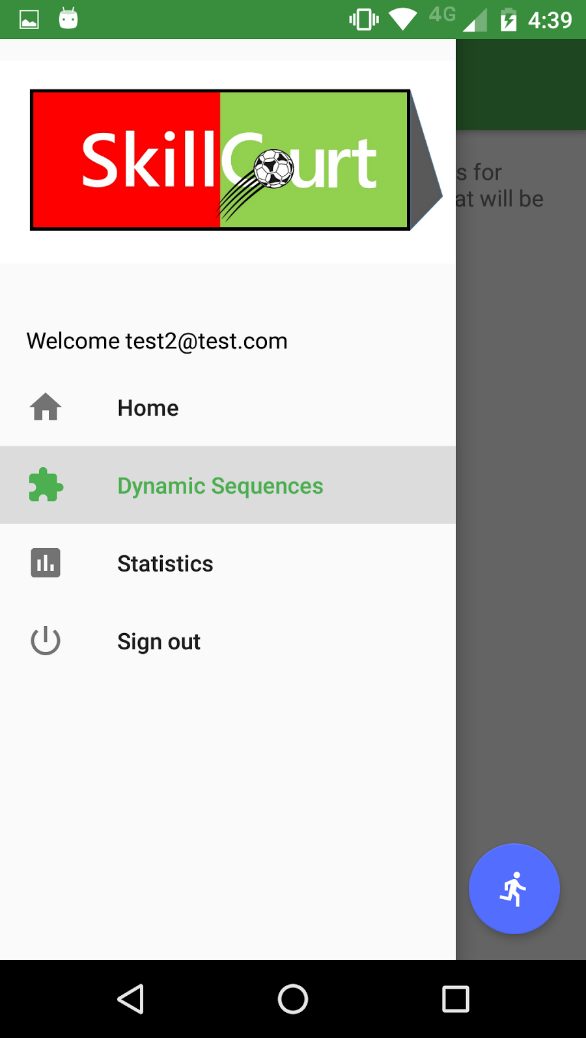 4G 4:39
SkillCourt
s for
at will be
Welcome test2@test.com
Home
Dynamic Sequences
Statistics
Sign out